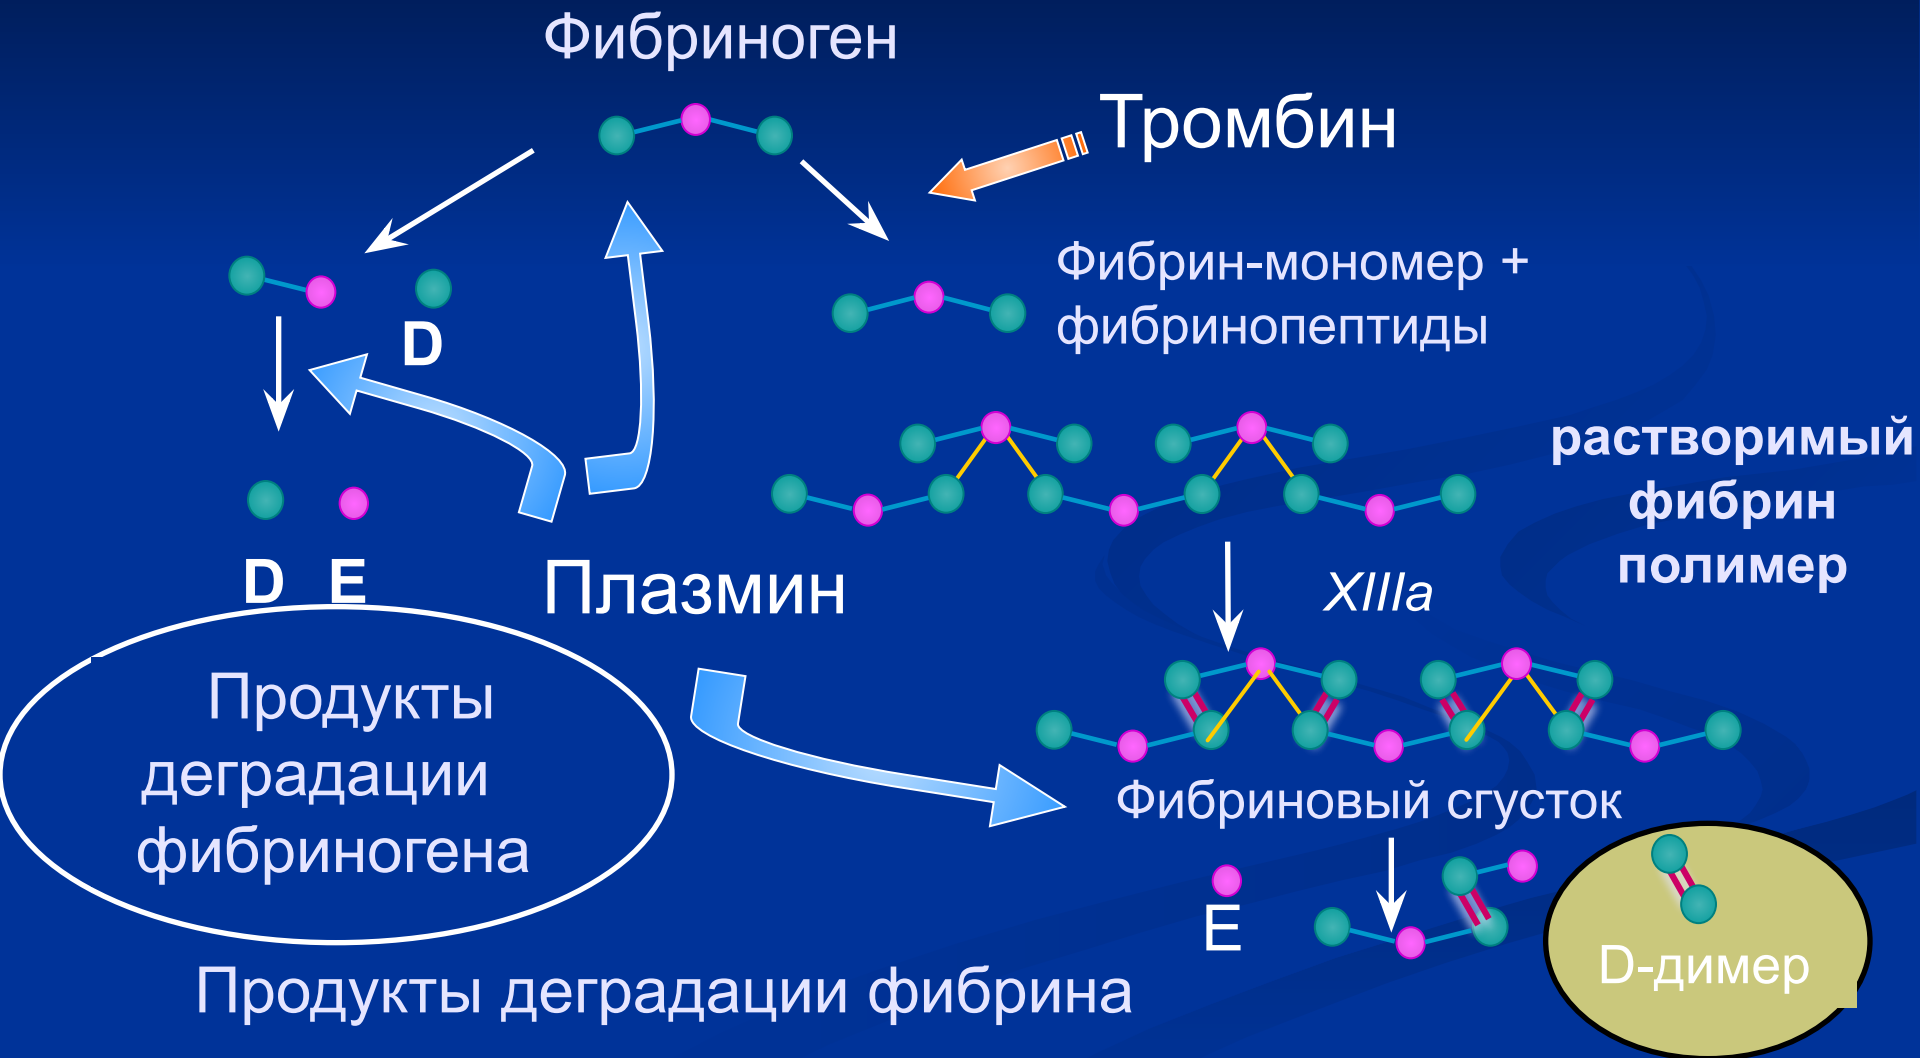 Фибриноген
Тромбин
Фибрин-мономер +
фибринопептиды
D
растворимый
фибрин
полимер
D E
Плазмин
XIIIa
Продукты
деградации
фибриногена
Фибриновый сгусток
E
D-димер
Продукты деградации фибрина